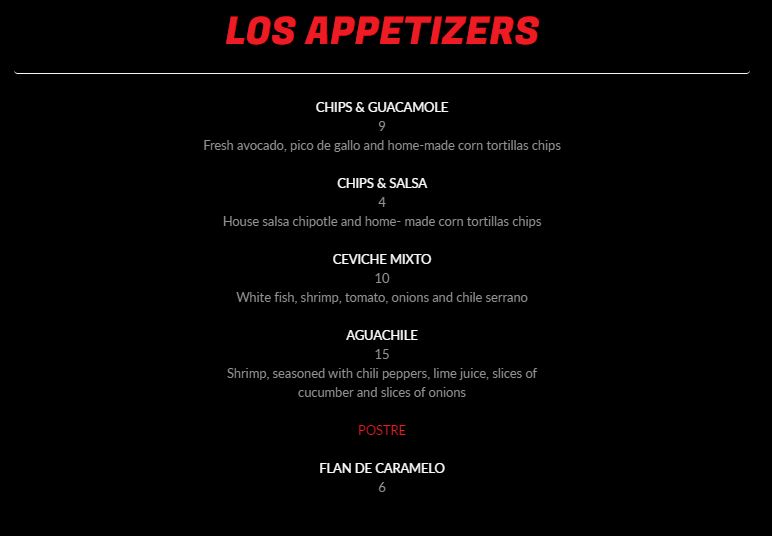 LOS APPETIZERS
CHIPS & GUACAMOLE
9
Fresh avocado, pico de gallo and home-made corn tortillas chips
CHIPS & SALSA
4
House salsa chipotle and home- made corn tortillas chips
CEVICHE MIXTO
10
White fish, shrimp, tomato, onions and chile serrano
AGUACHILE
15
Shrimp, seasoned with chili peppers, lime juice, slices of
cucumber and slices of onions
POSTRE
FLAN DE CARAMELO
6